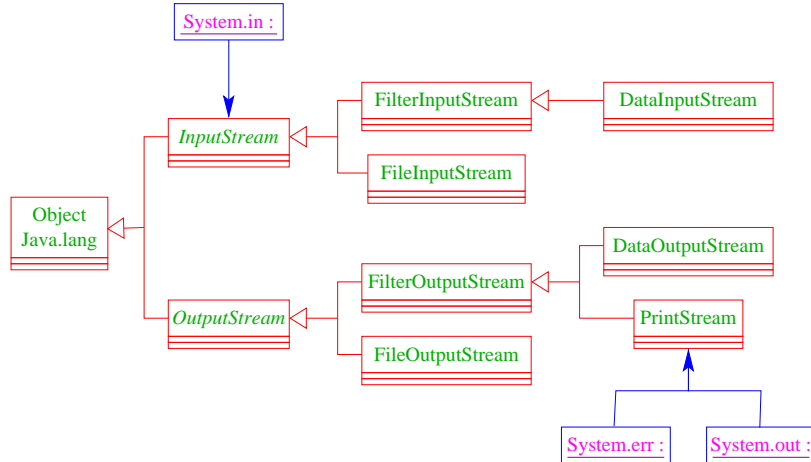 System.in :
FilterInputStream
DataInputStream
InputStream
FileInputStream
Object
Java.lang
DataOutputStream
FilterOutputStream
OutputStream
PrintStream
FileOutputStream
System.err :
System.out :